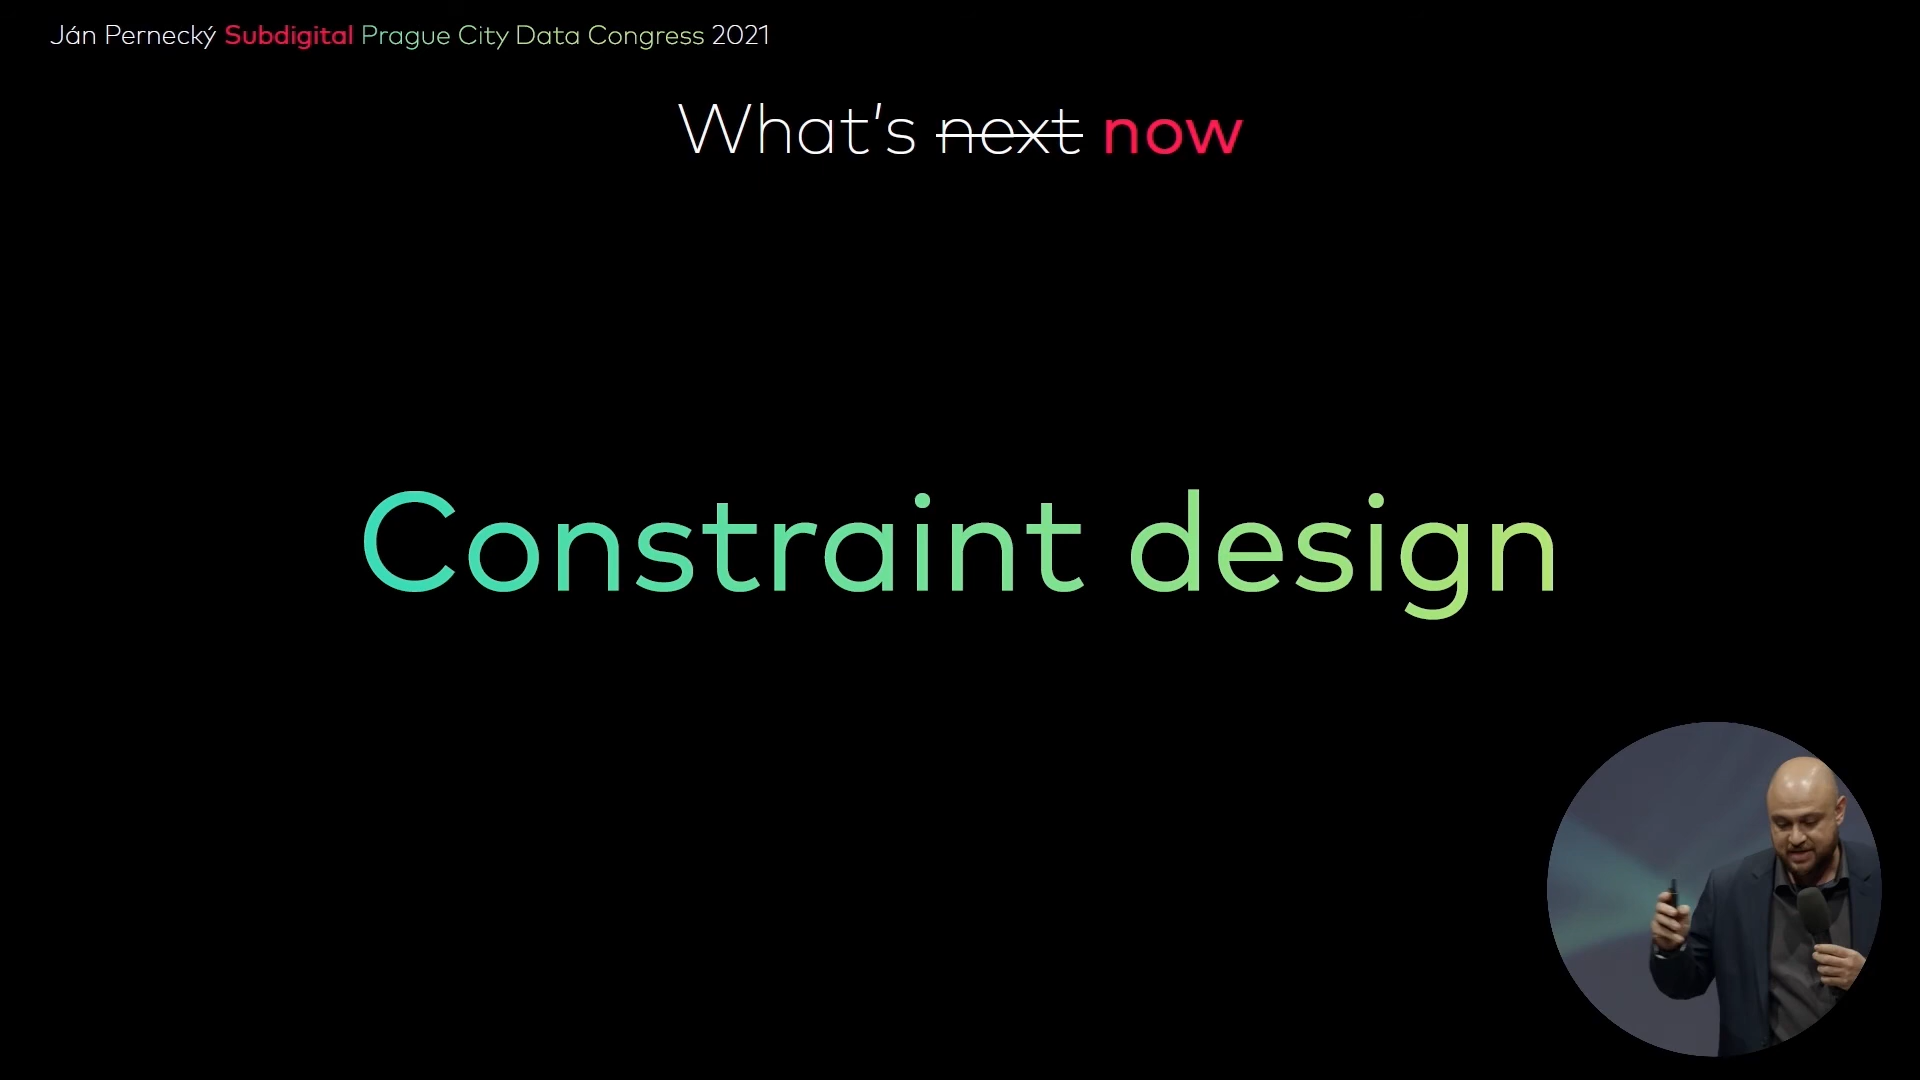 Ján Pernecký Subdigital Prague City Data Congress 2021
What's next now
Constraint design